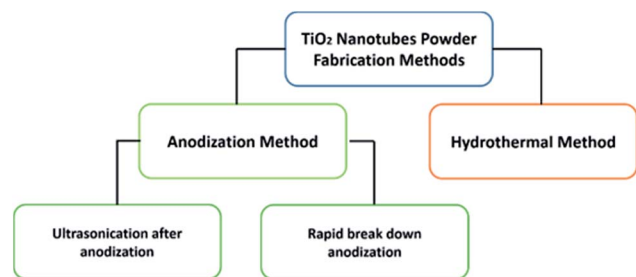 TiO₂ Nanotubes Powder
Fabrication Methods
Anodization Method
Hydrothermal Method
Ultrasonication after
anodization
Rapid break down
anodization